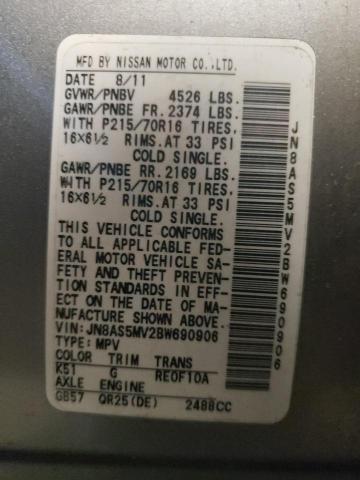 MFD BY NISSAN MOTOR CO.,LTD.
DATE 8/11
GVWR/PNBV 4526 LBS.
GAWR/PNBE FR. 2374 LBS.
WITH P215/70R16 TIRES,
16X6½ RIMS.AT 33 PSI
COLD SINGLE.
GAWR/PNBE RR. 2169 LBS.
WITH P215/70R16 TIRES,
16X6½ RIMS.AT 33 PSI
COLD SINGLE.
THIS VEHICLE CONFORMS
TO ALL APPLICABLE FED-
ERAL MOTOR VEHICLE SA-
FETY AND THEFT PREVEN-
TION STANDARDS IN EFF-
ECT ON THE DATE OF MA-
NUFACTURE SHOWN ABOVE.
VIN: JN8AS5MV2BW690906
TYPE: MPV
COLOR TRIM TRANS
K51 G RE0F10A
AXLE ENGINE
GB57 QR25(DE) 2488CC
JN8AS5MV2BW690906